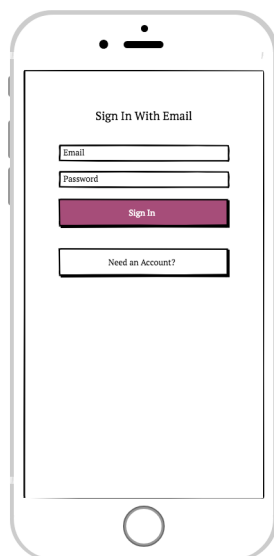 Sign In With Email
Email
Password
Sign In
Need an Account?